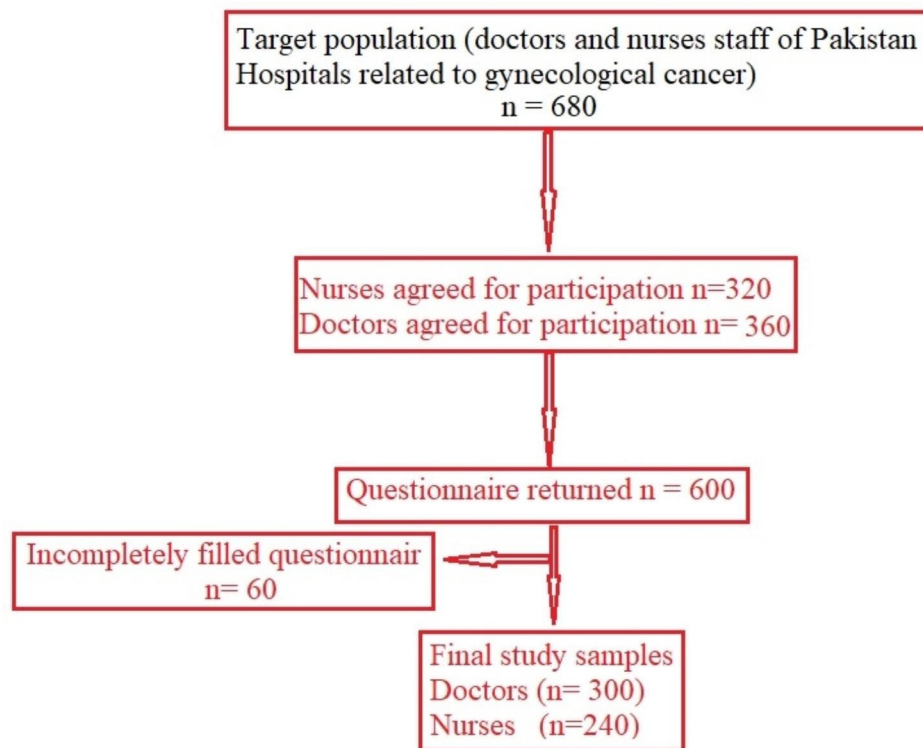 Target population (doctors and nurses staff of Pakistan
Hospitals related to gynecological cancer)
n = 680
Nurses agreed for participation n=320
Doctors agreed for participation n= 360
Questionnaire returned n = 600
Incompletely filled questionnair
n= 60
Final study samples
Doctors (n= 300)
Nurses (n=240)